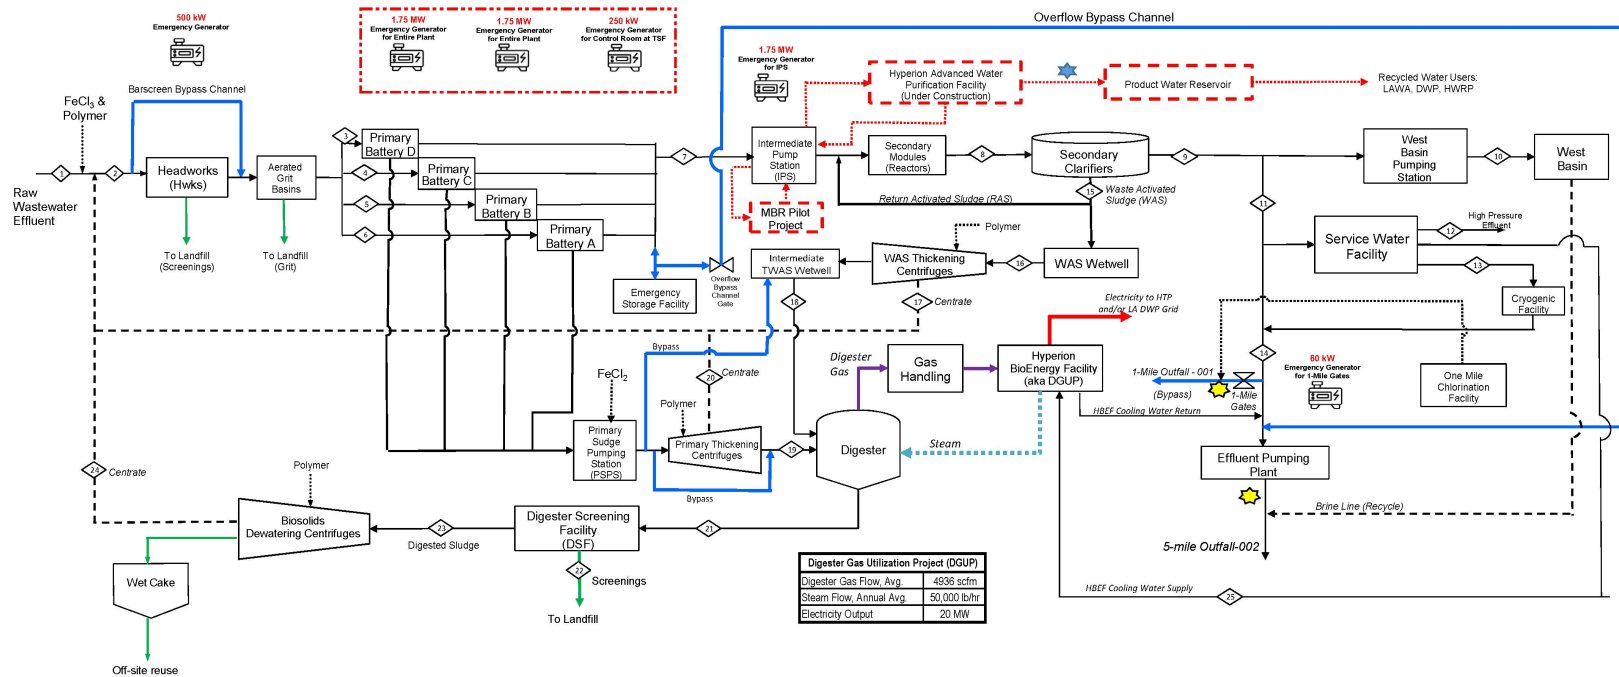 Overflow Bypass Channel
500 kW
Emergency Generator
1.75 MW
Emergency Generator
for Entire Plant
1.75 MW
Emergency Generator
for Entire Plant
250 kW
Emergency Generator
for Control Room at TSF
1.75 MW
Emergency Generator
for IPS
Hyperion Advanced Water
Purification Facility
(Under Construction)
Product Water Reservoir
Recycled Water Users:
LAWA, DWP, HWRP
FeCl3 &
Polymer
Barscreen Bypass Channel
1
2
Raw
Wastewater
Effluent
Headworks
(Hwks)
Aerated
Grit
Basins
To Landfill
(Screenings)
To Landfill
(Grit)
3
4
5
6
Primary
Battery D
Primary
Battery C
Primary
Battery B
Primary
Battery A
7
Intermediate
Pump
Station
(IPS)
MBR Pilot
Project
Secondary
Modules
(Reactors)
8
Secondary
Clarifiers
9
West
Basin
Pumping
Station
10
West
Basin
15
Waste Activated
Sludge (WAS)
Return Activated Sludge (RAS)
11
High Pressure
Effluent
12
Service Water
Facility
13
Cryogenic
Facility
Polymer
Intermediate
TWAS Wetwell
WAS Thickening
Centrifuges
16
WAS Wetwell
Emergency
Storage Facility
Overflow
Bypass
Channel
Gate
18
17
Centrate
Electricity to HTP
and/or LA DWP Grid
14
60 kW
Emergency Generator
for 1-Mile Gates
1-Mile Outfall - 001
(Bypass)
1-Mile
Gates
One Mile
Chlorination
Facility
Bypass
Digester
Gas
Gas
Handling
Hyperion
BioEnergy Facility
(aka DGUP)
HBEF Cooling Water Return
FeCl2
20
Centrate
Polymer
Primary
Sudge
Pumping
Station
(PSPS)
Primary Thickening
Centrifuges
19
Digester
Steam
Bypass
Effluent Pumping
Plant
Brine Line (Recycle)
5-mile Outfall-002
24
Centrate
Polymer
Biosolids
Dewatering Centrifuges
23
Digested Sludge
Digester Screening
Facility
(DSF)
21
22
Screenings
To Landfill
Wet Cake
Off-site reuse
Digester Gas Utilization Project (DGUP)
Digester Gas Flow, Avg. 4936 scfm
Steam Flow, Annual Avg. 50,000 lb/hr
Electricity Output 20 MW
HBEF Cooling Water Supply
25